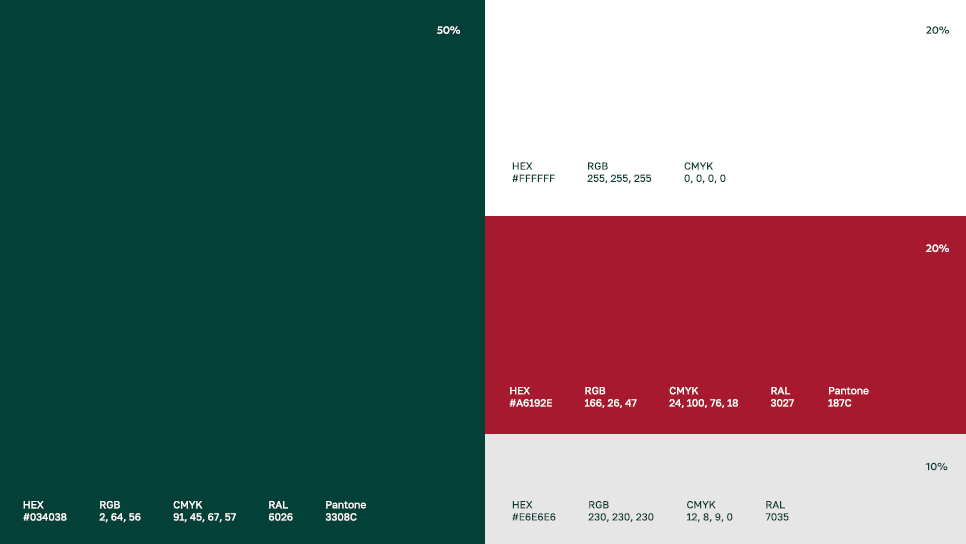 50%
HEX RGB CMYK RAL Pantone
#034038 2, 64, 56 91, 45, 67, 57 6026 3308C
20%
HEX RGB CMYK
#FFFFFF 255, 255, 255 0, 0, 0, 0
20%
HEX RGB CMYK RAL Pantone
#A6192E 166, 26, 47 24, 100, 76, 18 3027 187C
10%
HEX RGB CMYK RAL
#E6E6E6 230, 230, 230 12, 8, 9, 0 7035